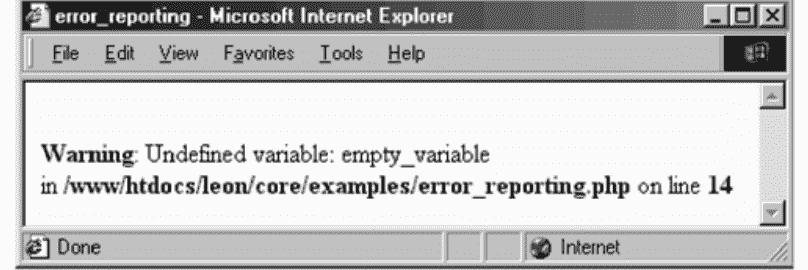 error_reporting - Microsoft Internet Explorer
File Edit View Favorites Tools Help
Warning: Undefined variable: empty_variable
in /www/htdocs/leon/core/examples/error_reporting.php on line 14
Done Internet